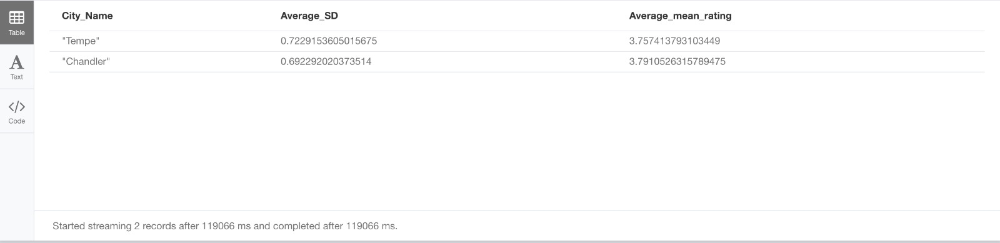 City_Name Average_SD Average_mean_rating
Table
"Tempe" 0.7229153605015675 3.757413793103449
"Chandler" 0.692292020373514 3.7910526315789475
A
Text
</>
Code
Started streaming 2 records after 119066 ms and completed after 119066 ms.